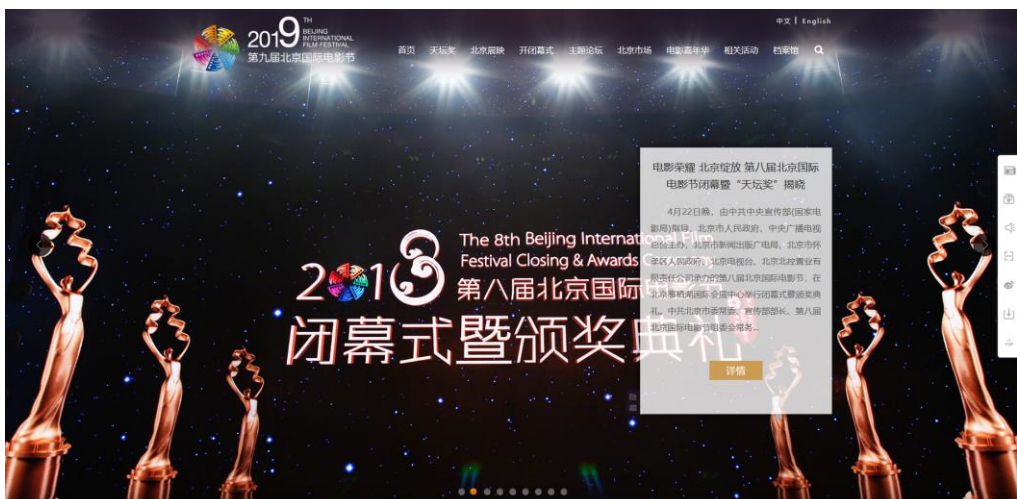 中文 | English
2019 TH
BEIJING
INTERNATIONAL
FILM FESTIVAL
第九届北京国际电影节
首页 天坛奖 北京展映 开闭幕式 主题论坛 北京市场 电影嘉年华 相关活动 档案馆
电影荣耀 北京绽放 第八届北京国际
电影节闭幕暨“天坛奖”揭晓
4月22日晚，由中共中央宣传部(国家电
影局)指导，北京市人民政府、中央广播电视
总台主办，北京市新闻出版广电局、北京市怀
柔区人民政府、北京电视台、北京北控置业有
限责任公司承办的第八届北京国际电影节，在
北京雁栖湖国际会议中心举行闭幕式暨颁奖典
礼。中共北京市委常委、宣传部部长、第八届
北京国际电影节组委会常务...
详情
隐藏
The 8th Beijing International Film
Festival Closing & Awards
2018
第八届北京国际
闭幕式暨颁奖典礼